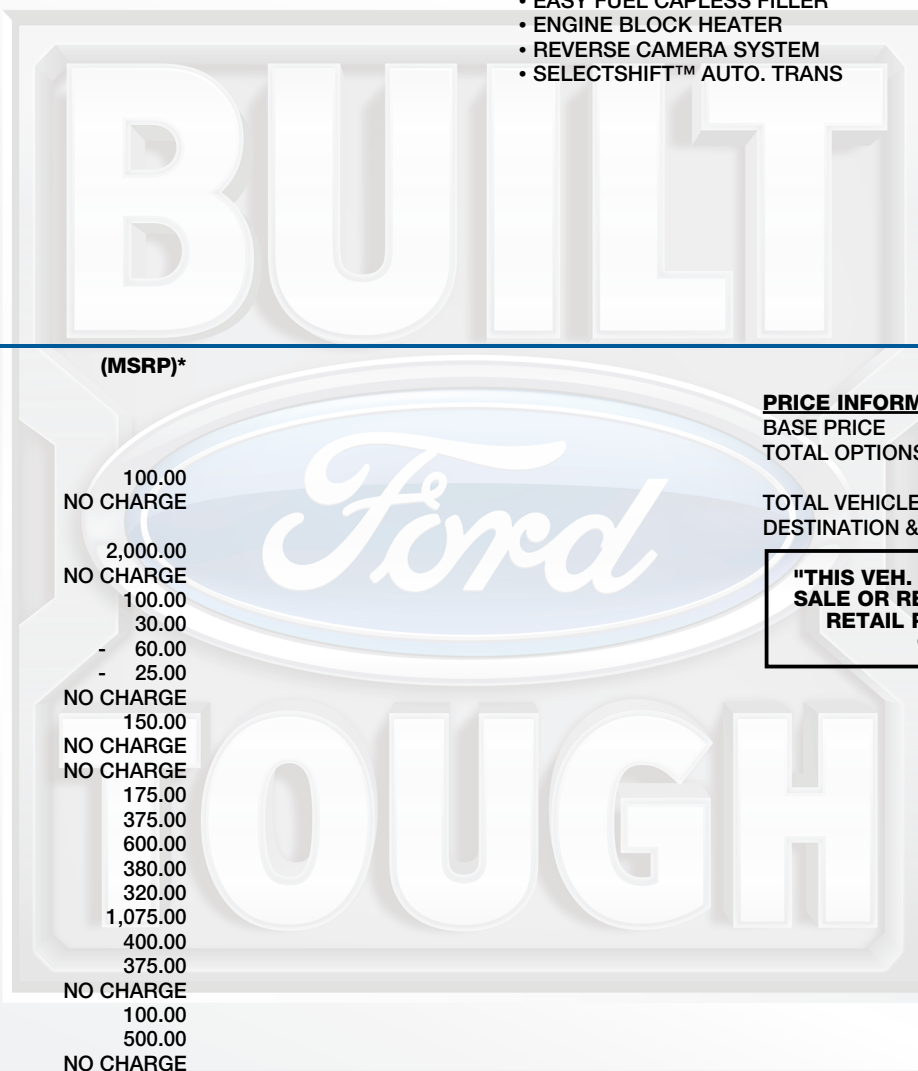 • EASY FUEL CAPLESS FILLER
• ENGINE BLOCK HEATER
• REVERSE CAMERA SYSTEM
• SELECTSHIFT™ AUTO. TRANS
BUILT
(MSRP)*
100.00
NO CHARGE
2,000.00
NO CHARGE
100.00
30.00
- 60.00
- 25.00
NO CHARGE
150.00
NO CHARGE
NO CHARGE
175.00
375.00
600.00
380.00
320.00
1,075.00
400.00
375.00
NO CHARGE
100.00
500.00
NO CHARGE
Ford
TOUGH
BASE PRICE
PRICE
TOTAL OPTIONS
TOTAL VEHICLE
DESTINATION &
"THIS VEH.
SALE OR
RETAIL